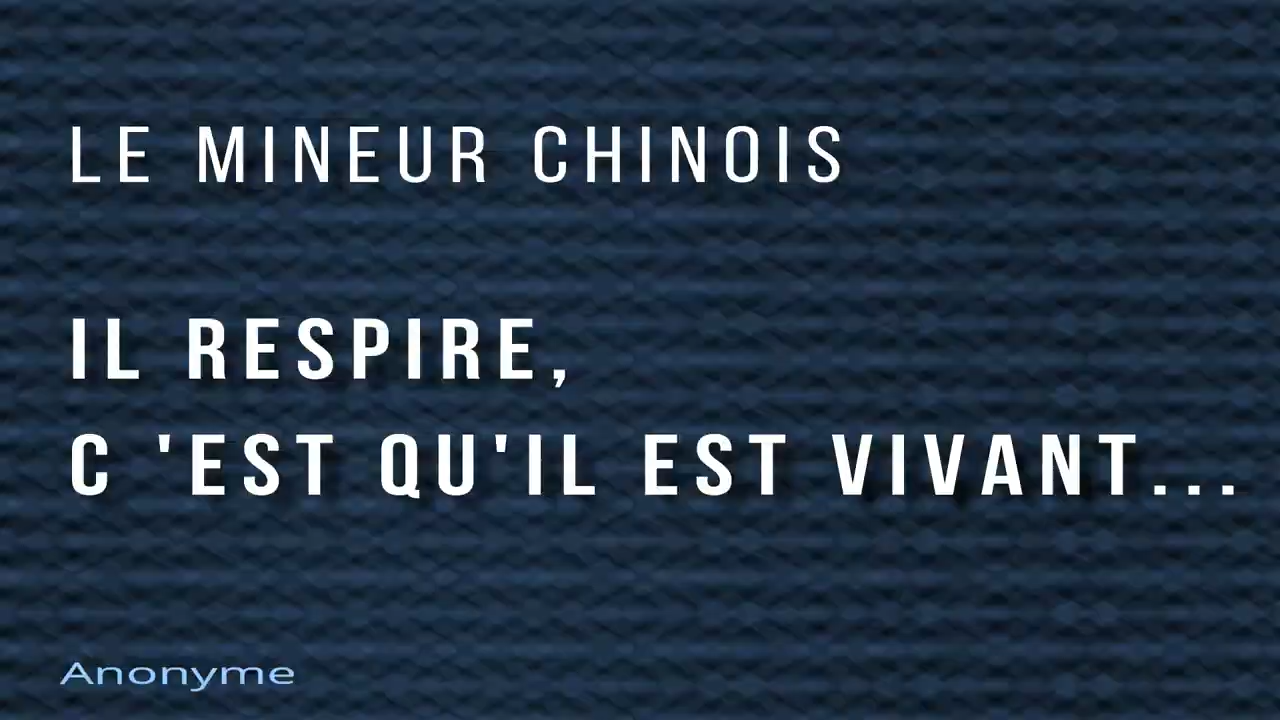 LE MINEUR CHINOIS
IL RESPIRE,
C 'EST QU'IL EST VIVANT...
Anonyme